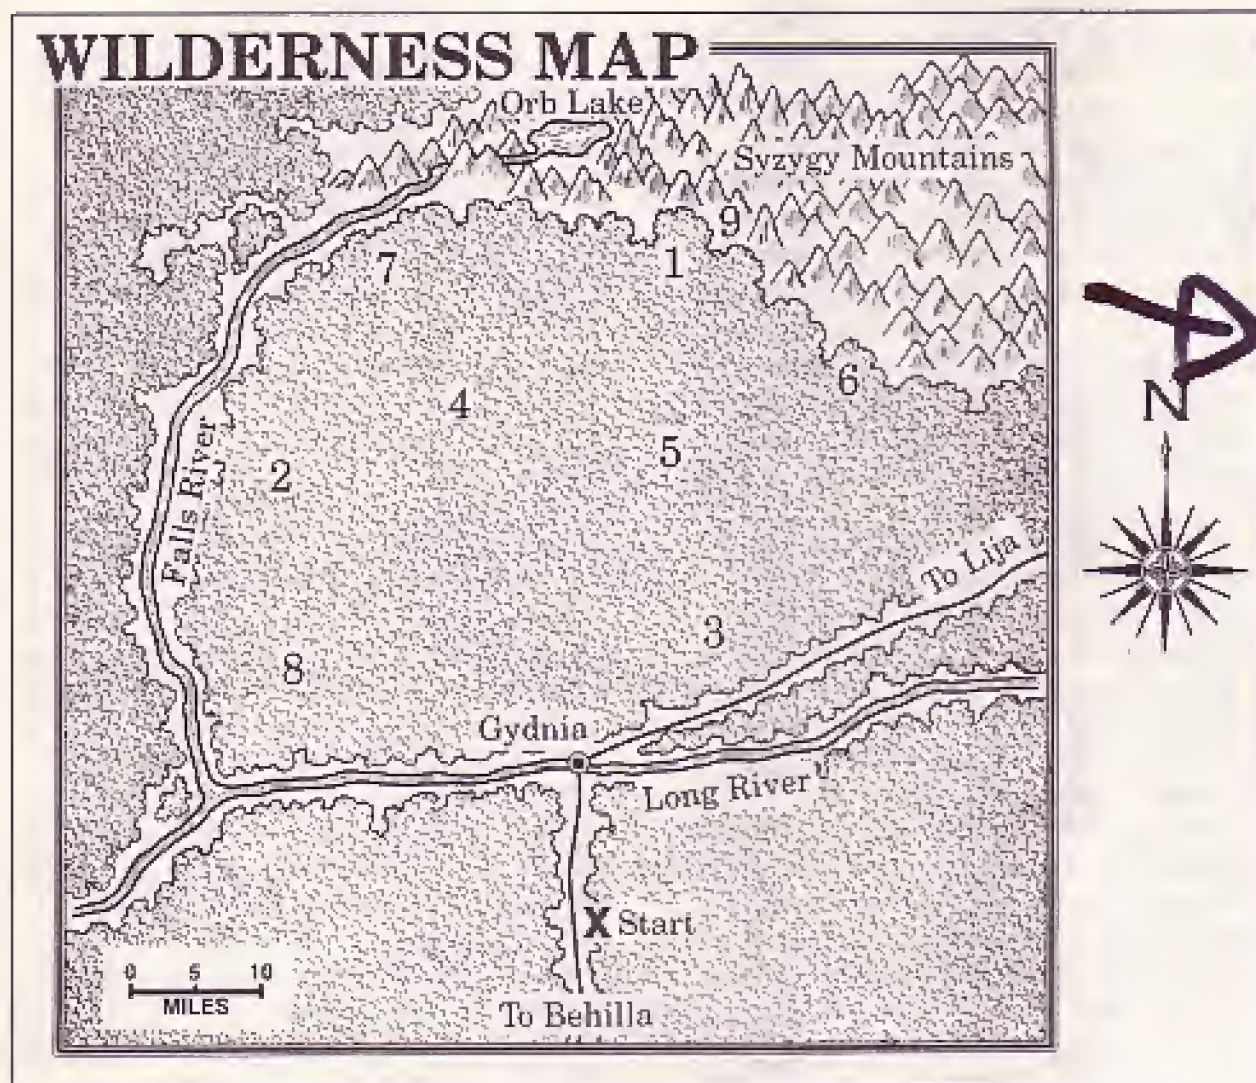 WILDERNESS MAP
Orb Lake
Syzygy Mountains
9
7
1
6
4
N
5
2
Falls River
To Lija
3
8
Gydnia
Long River
X Start
0 5 10
MILES
To Behilla